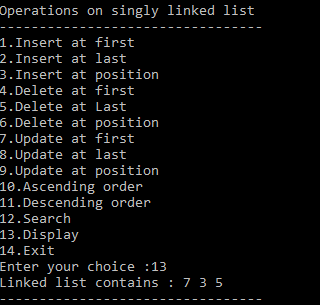 Operations on singly linked list
---------------------------------
1.Insert at first
2.Insert at last
3.Insert at position
4.Delete at first
5.Delete at Last
6.Delete at position
7.Update at first
8.Update at last
9.Update at position
10.Ascending order
11.Descending order
12.Search
13.Display
14.Exit
Enter your choice :13
Linked list contains : 7 3 5
---------------------------------